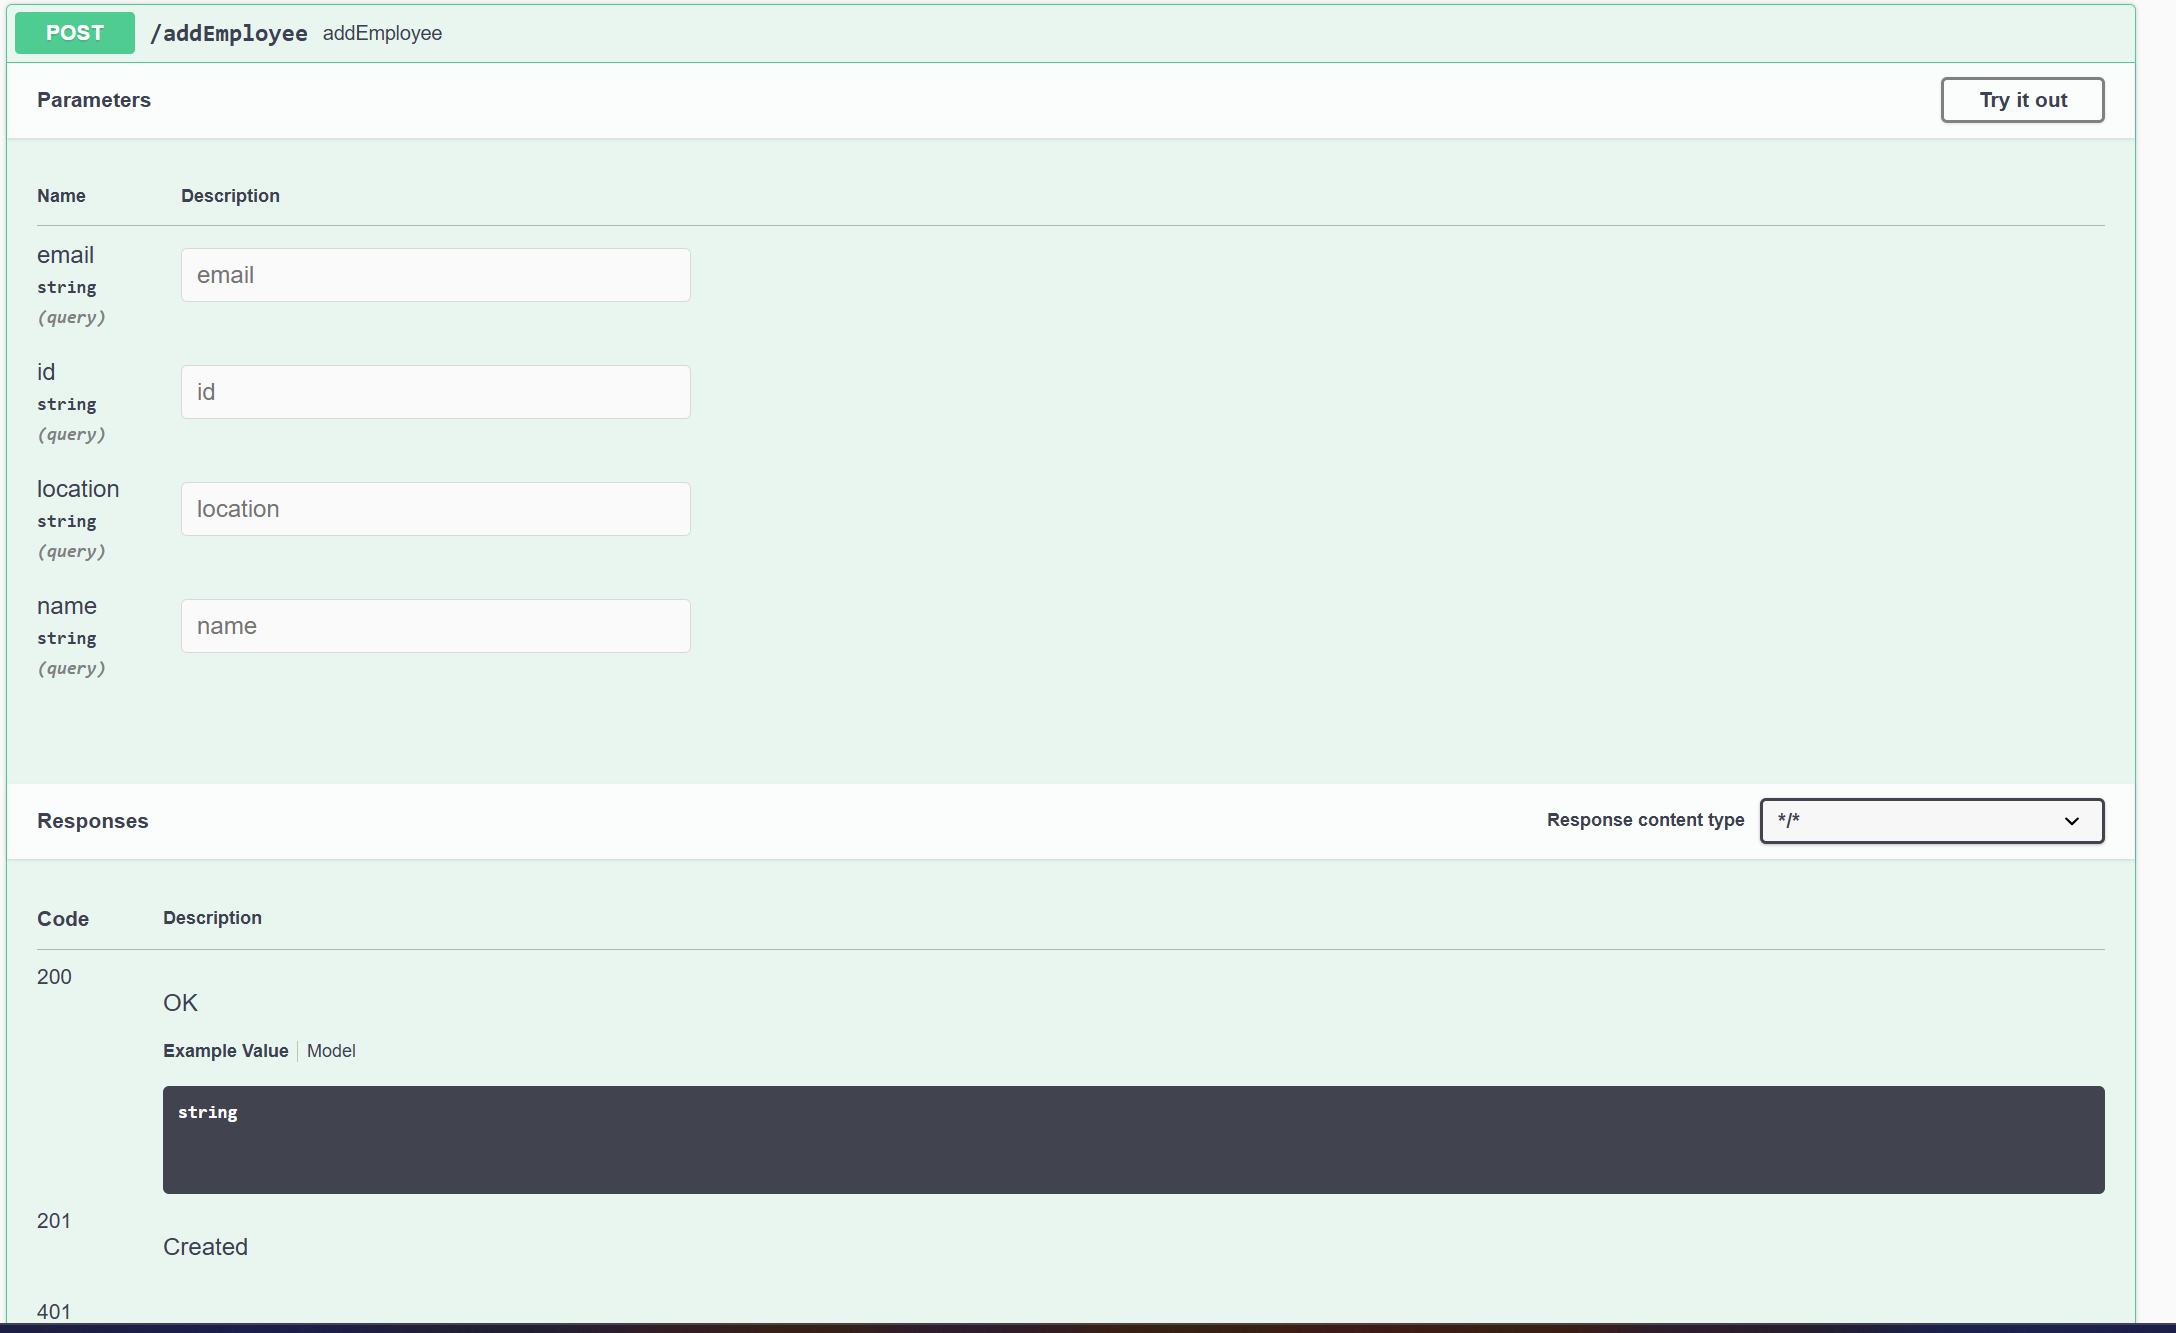 POST /addEmployee addEmployee
Parameters
Try it out
Name Description
email
string
(query)
email
id
string
(query)
id
location
string
(query)
location
name
string
(query)
name
Responses
Response content type */*
Code Description
200
OK
Example Value Model
string
201
Created
401